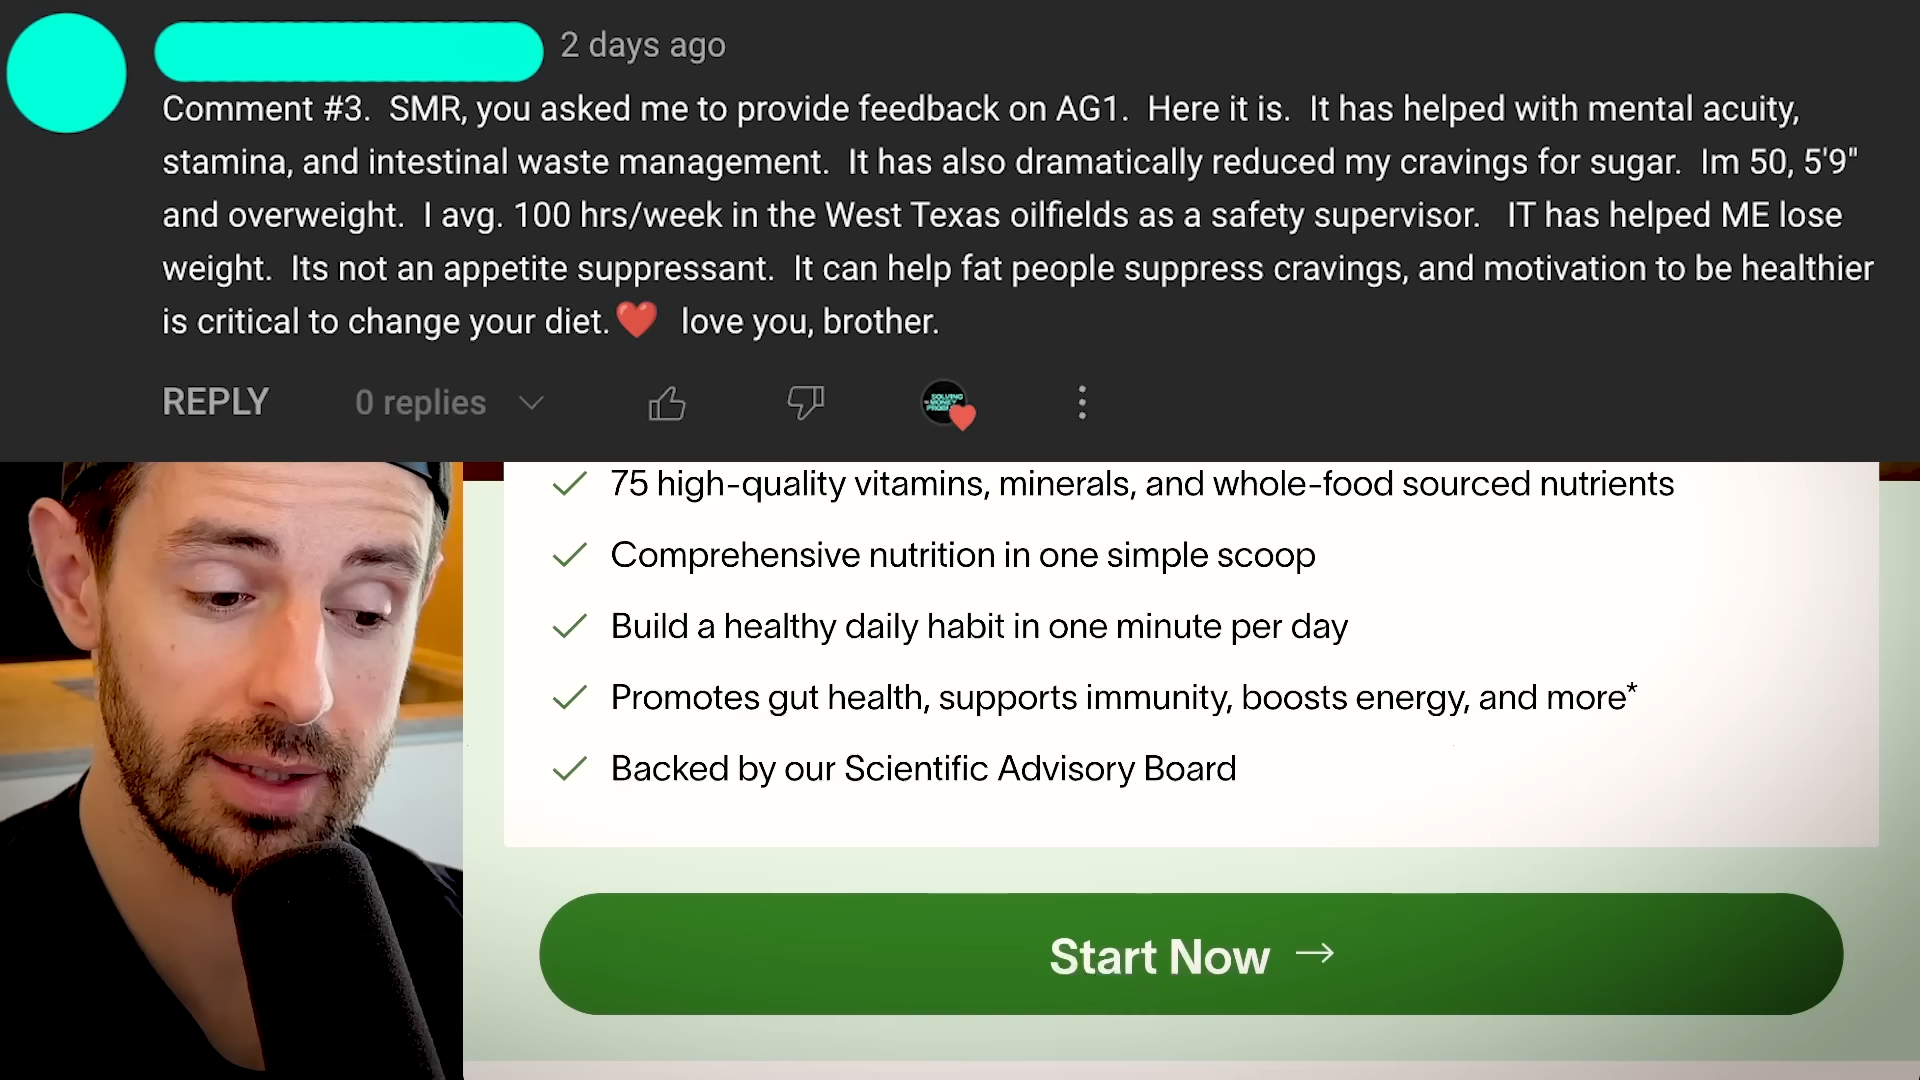 2 days ago
Comment #3.  SMR, you asked me to provide feedback on AG1.  Here it is.  It has helped with mental acuity,
stamina, and intestinal waste management.  It has also dramatically reduced my cravings for sugar.  Im 50, 5'9"
and overweight.  I avg. 100 hrs/week in the West Texas oilfields as a safety supervisor.   IT has helped ME lose
weight.  Its not an appetite suppressant.  It can help fat people suppress cravings, and motivation to be healthier
is critical to change your diet.❤️  love you, brother.
REPLY
0 replies
SOLVING
MONEY
75 high-quality vitamins, minerals, and whole-food sourced nutrients
Comprehensive nutrition in one simple scoop
Build a healthy daily habit in one minute per day
Promotes gut health, supports immunity, boosts energy, and more*
Backed by our Scientific Advisory Board
Start Now →